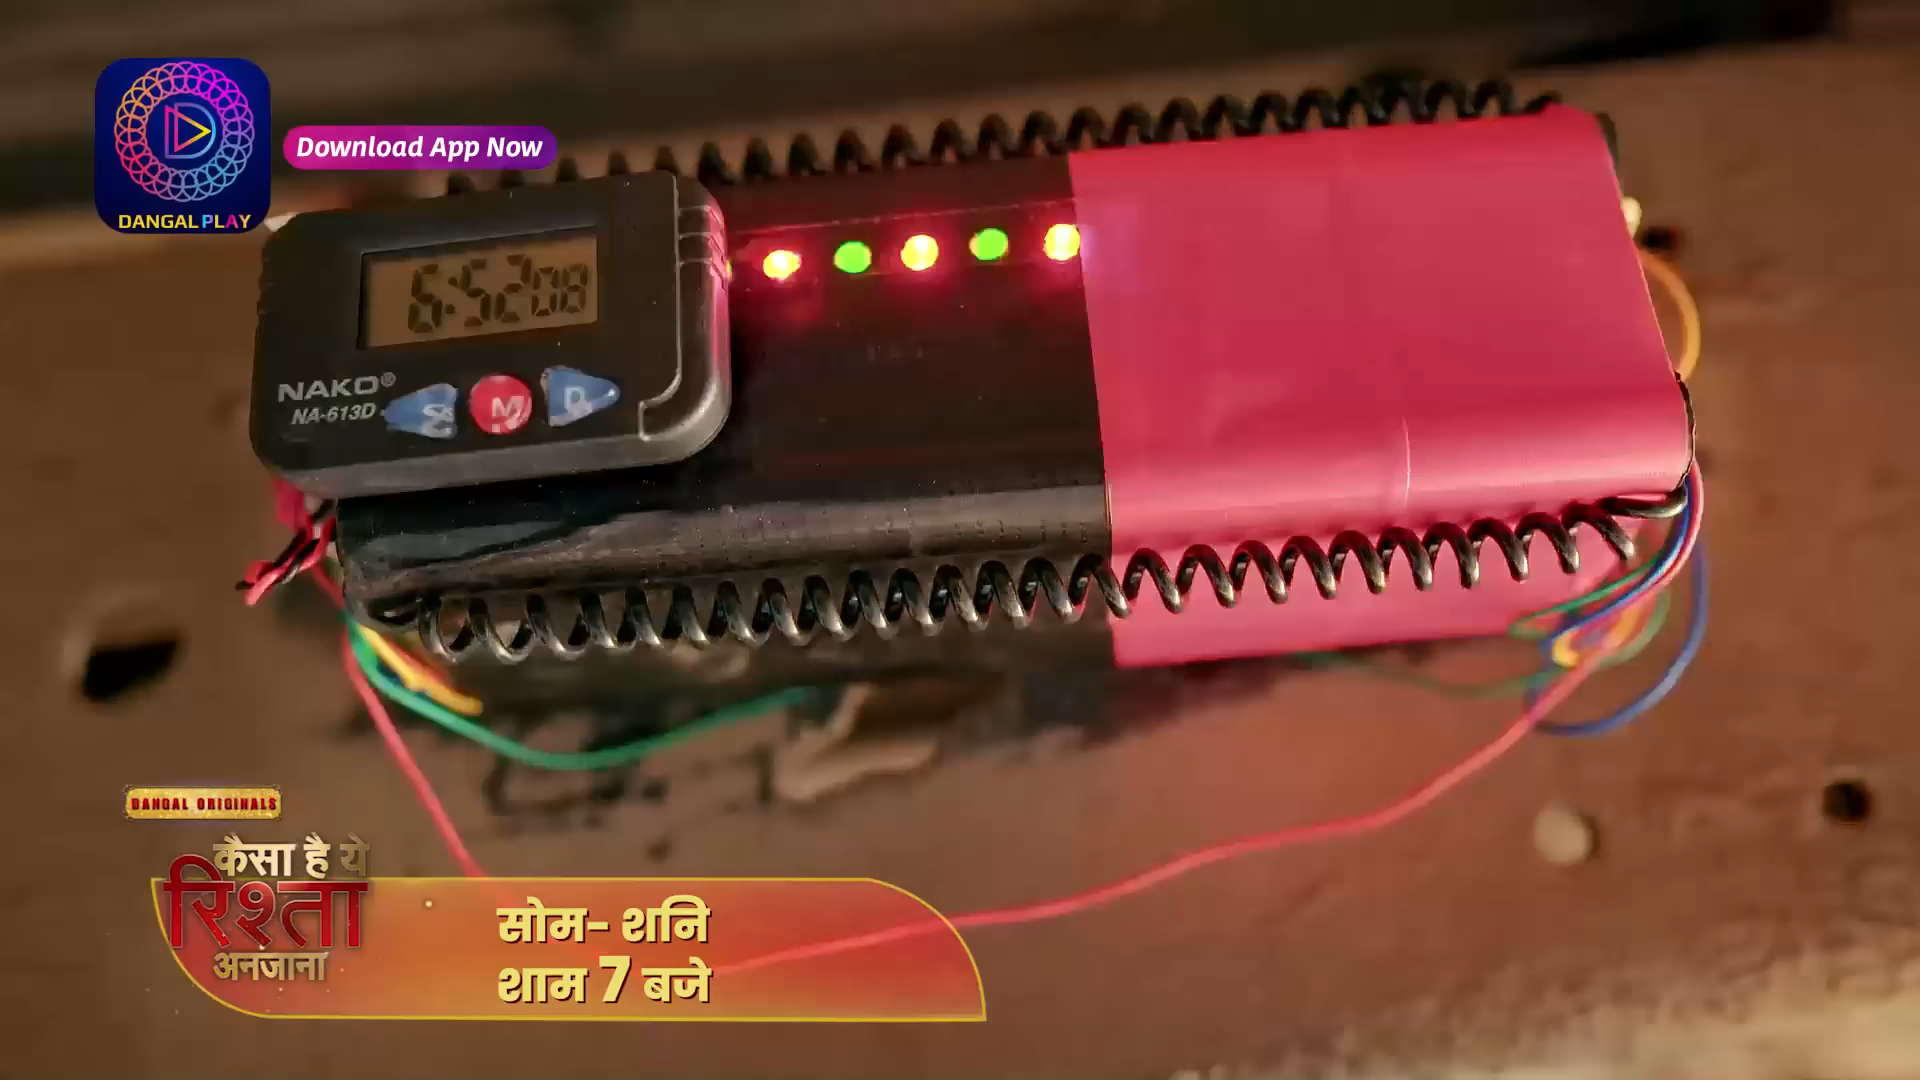 Download App Now
DANGAL PLAY
6:52 08
NAKO®
NA-613D
S M D
DANGAL ORIGINALS
कैसा है ये
रिश्ता
अनजाना
सोम- शनि
शाम 7 बजे